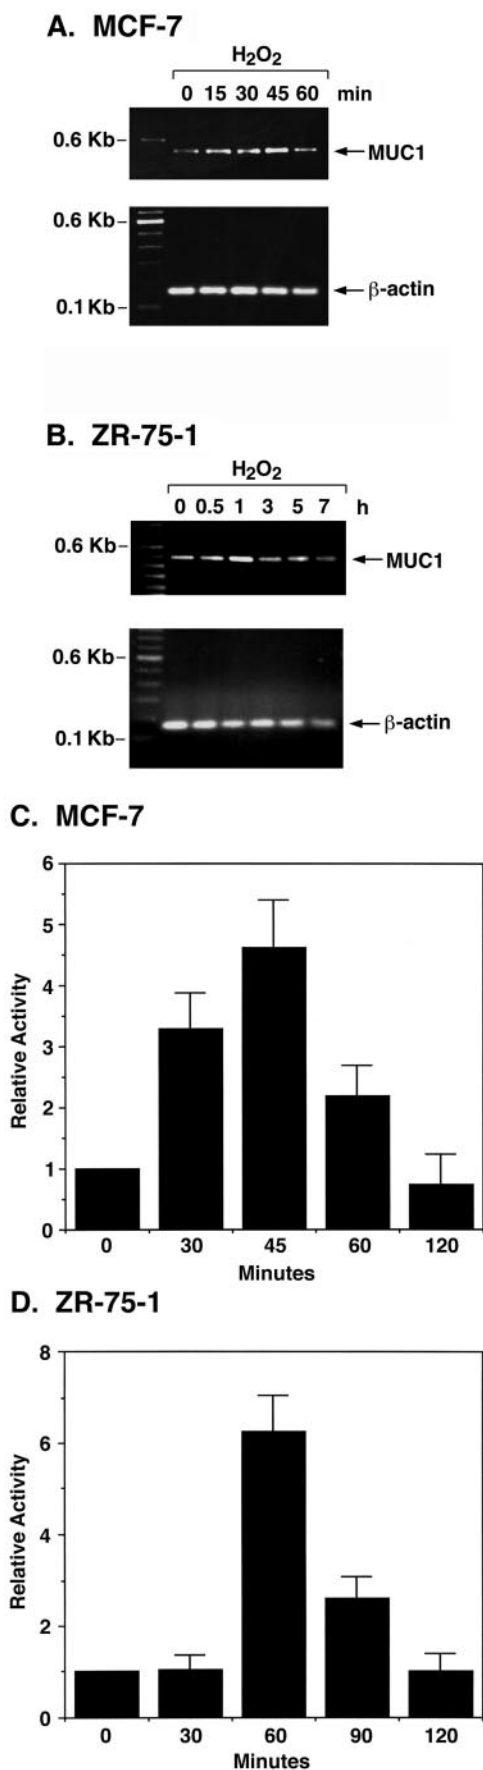 A. MCF-7
H₂O₂
0 15 30 45 60 min
0.6 Kb
MUC1
0.6 Kb
β-actin
0.1 Kb
B. ZR-75-1
H₂O₂
0 0.5 1 3 5 7 h
0.6 Kb
MUC1
0.6 Kb
β-actin
0.1 Kb
C. MCF-7
6
5
4
3
2
1
0
Relative Activity
0 30 45 60 120
Minutes
D. ZR-75-1
8
6
4
2
0
Relative Activity
0 30 60 90 120
Minutes